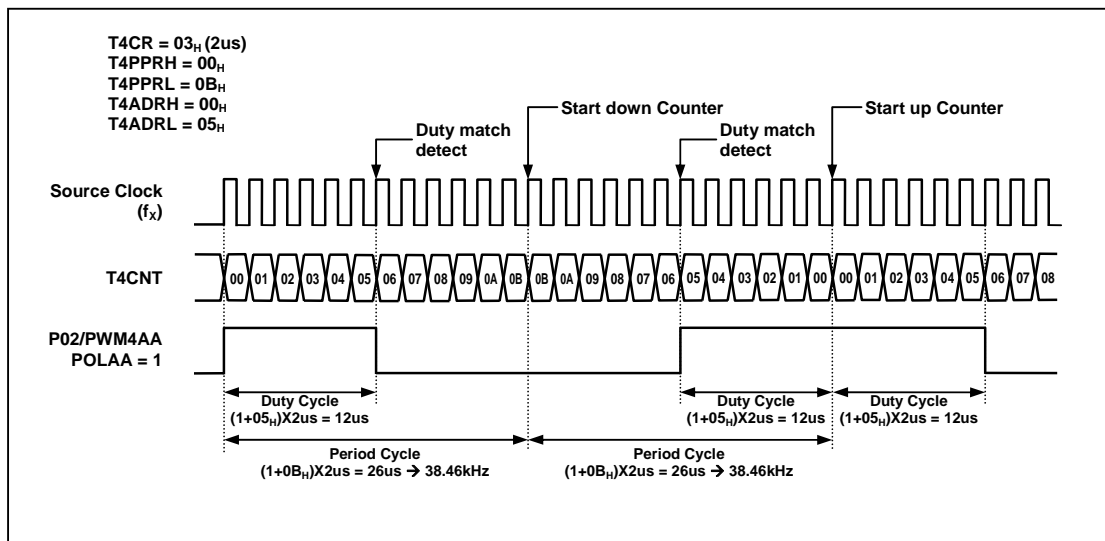 T4CR = 03H (2us)
T4PPRH = 00H
T4PPRL = 0BH
T4ADRH = 00H
T4ADRL = 05H
Duty match
detect
Start down Counter
Duty match
detect
Start up Counter
Source Clock
(fX)
T4CNT
00 01 02 03 04 05 06 07 08 09 0A 0B 0B 0A 09 08 07 06 05 04 03 02 01 00 00 01 02 03 04 05 06 07 08
P02/PWM4AA
POLAA = 1
Duty Cycle
(1+05H)X2us = 12us
Duty Cycle
(1+05H)X2us = 12us
Duty Cycle
(1+05H)X2us = 12us
Period Cycle
(1+0BH)X2us = 26us → 38.46kHz
Period Cycle
(1+0BH)X2us = 26us → 38.46kHz